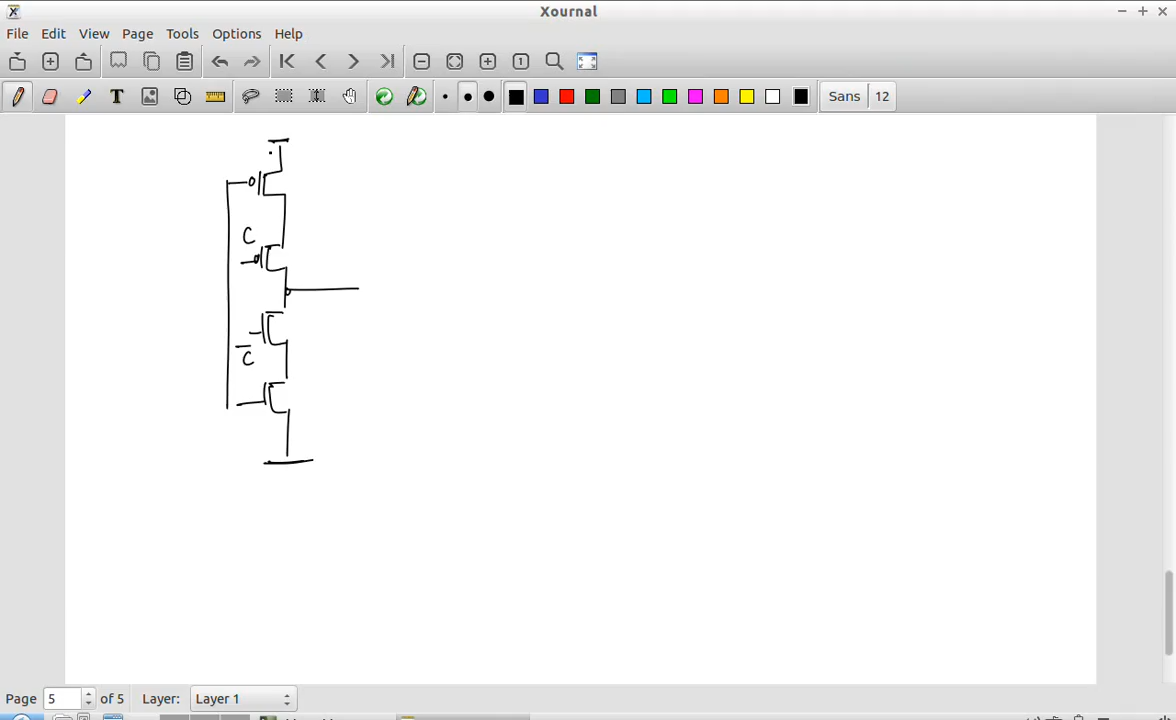 Xournal
File Edit View Page Tools Options Help
T Sans 12
C
C̅
Page 5 of 5 Layer: Layer 1